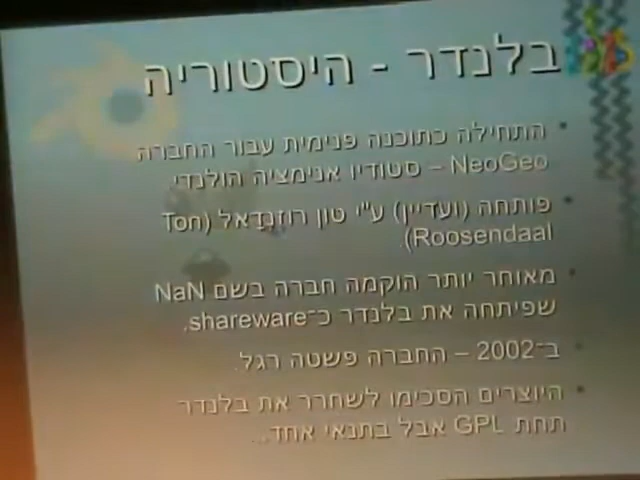 בלנדר - היסטוריה
התחילה כתוכנה פנימית עבור החברה
NeoGeo – סטודיו אנימציה הולנדי.
פותחה (ועדיין) ע"י טון רוזנדאל (Ton
Roosendaal).
מאוחר יותר הוקמה חברה בשם NaN
שפיתחה את בלנדר כ־shareware.
ב־2002 – החברה פשטה רגל.
היוצרים הסכימו לשחרר את בלנדר
תחת GPL אבל בתנאי אחד...